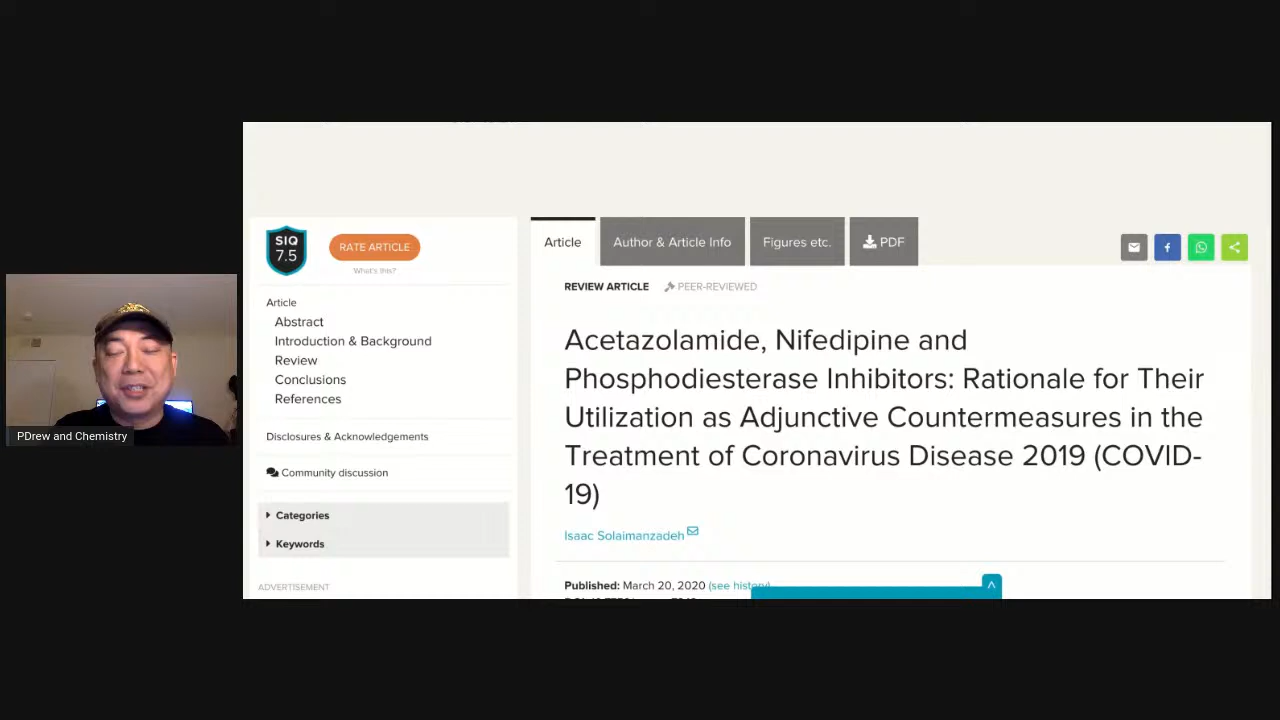 SIQ
7.5
RATE ARTICLE
What's this?
Article
Abstract
Introduction & Background
Review
Conclusions
References
Disclosures & Acknowledgements
Community discussion
Categories
Keywords
ADVERTISEMENT
Article
Author & Article Info
Figures etc.
PDF
REVIEW ARTICLE PEER-REVIEWED
Acetazolamide, Nifedipine and
Phosphodiesterase Inhibitors: Rationale for Their
Utilization as Adjunctive Countermeasures in the
Treatment of Coronavirus Disease 2019 (COVID-
19)
Isaac Solaimanzadeh
Published: March 20, 2020 (see history)
PDrew and Chemistry